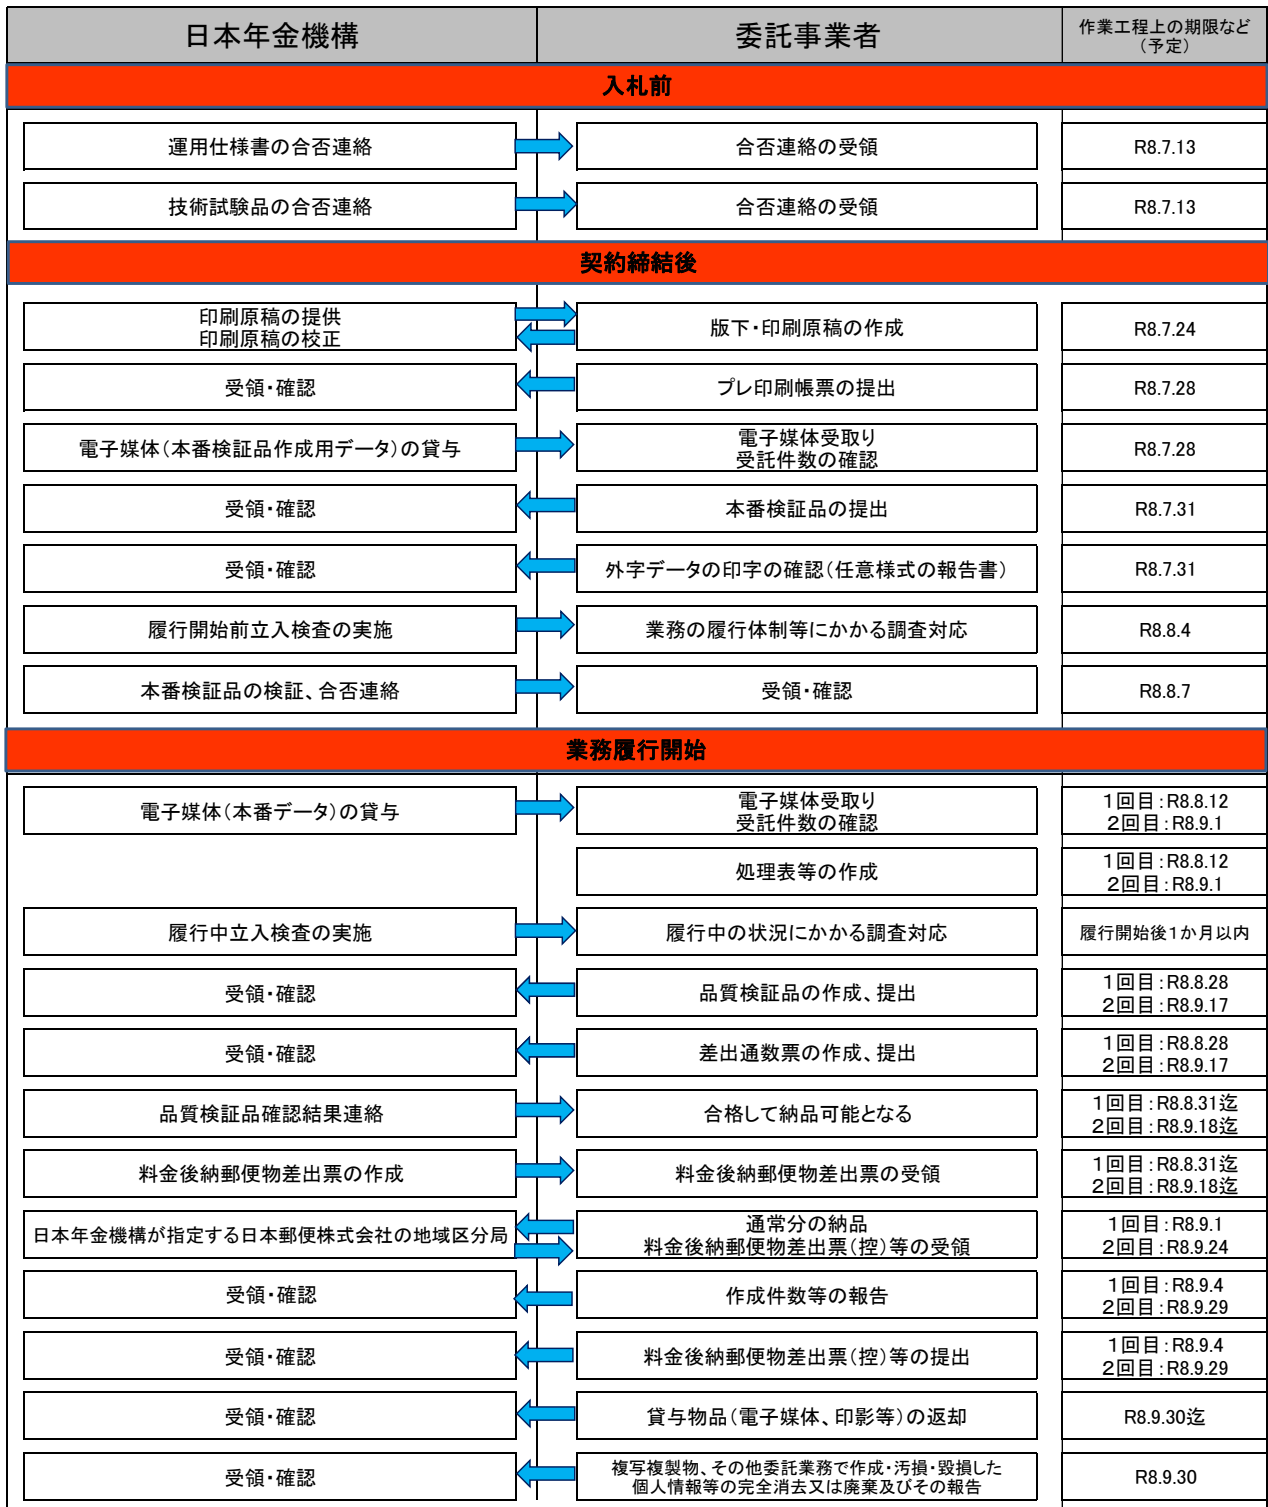 日本年金機構
委託事業者
作業工程上の期限など
（予定）
入札前
運用仕様書の合否連絡
合否連絡の受領
R8.7.13
技術試験品の合否連絡
合否連絡の受領
R8.7.13
契約締結後
印刷原稿の提供
印刷原稿の校正
版下・印刷原稿の作成
R8.7.24
受領・確認
プレ印刷帳票の提出
R8.7.28
電子媒体（本番検証品作成用データ）の貸与
電子媒体受取り
受託件数の確認
R8.7.28
受領・確認
本番検証品の提出
R8.7.31
受領・確認
外字データの印字の確認（任意様式の報告書）
R8.7.31
履行開始前立入検査の実施
業務の履行体制等にかかる調査対応
R8.8.4
本番検証品の検証、合否連絡
受領・確認
R8.8.7
業務履行開始
電子媒体（本番データ）の貸与
電子媒体受取り
受託件数の確認
１回目：R8.8.12
２回目：R8.9.1
処理表等の作成
１回目：R8.8.12
２回目：R8.9.1
履行中立入検査の実施
履行中の状況にかかる調査対応
履行開始後１か月以内
受領・確認
品質検証品の作成、提出
１回目：R8.8.28
２回目：R8.9.17
受領・確認
差出通数票の作成、提出
１回目：R8.8.28
２回目：R8.9.17
品質検証品確認結果連絡
合格して納品可能となる
１回目：R8.8.31迄
２回目：R8.9.18迄
料金後納郵便物差出票の作成
料金後納郵便物差出票の受領
１回目：R8.8.31迄
２回目：R8.9.18迄
日本年金機構が指定する日本郵便株式会社の地域区分局
通常分の納品
料金後納郵便物差出票（控）等の受領
１回目：R8.9.1
２回目：R8.9.24
受領・確認
作成件数等の報告
１回目：R8.9.4
２回目：R8.9.29
受領・確認
料金後納郵便物差出票（控）等の提出
１回目：R8.9.4
２回目：R8.9.29
受領・確認
貸与物品（電子媒体、印影等）の返却
R8.9.30迄
受領・確認
複写複製物、その他委託業務で作成・汚損・毀損した
個人情報等の完全消去又は廃棄及びその報告
R8.9.30